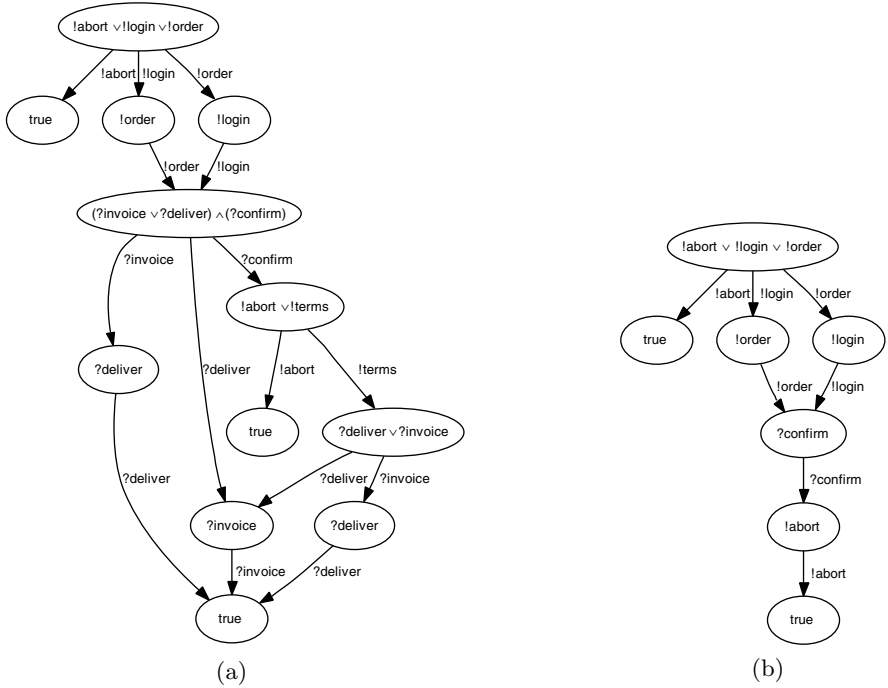 !abort ∨!login ∨!order
!abort
!login
!order
true
!order
!login
!order
!login
(?invoice ∨?deliver) ∧(?confirm)
?invoice
?confirm
!abort ∨!terms
?deliver
?deliver
!abort
!terms
true
?deliver ∨?invoice
?deliver
?deliver
?invoice
?invoice
?deliver
?invoice
?deliver
true
(a)
!abort ∨ !login ∨ !order
!abort
!login
!order
true
!order
!login
!order
!login
?confirm
?confirm
!abort
!abort
true
(b)